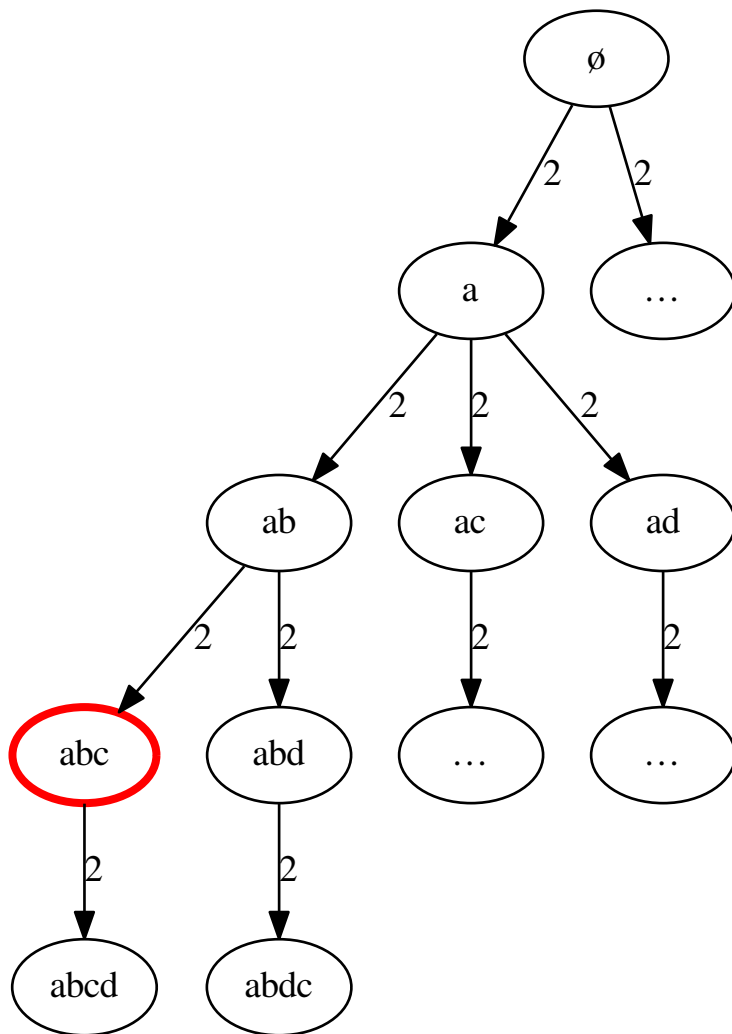 ø
2 2
a …
2 2 2
ab ac ad
2 2 2 2
abc abd … …
2 2
abcd abdc